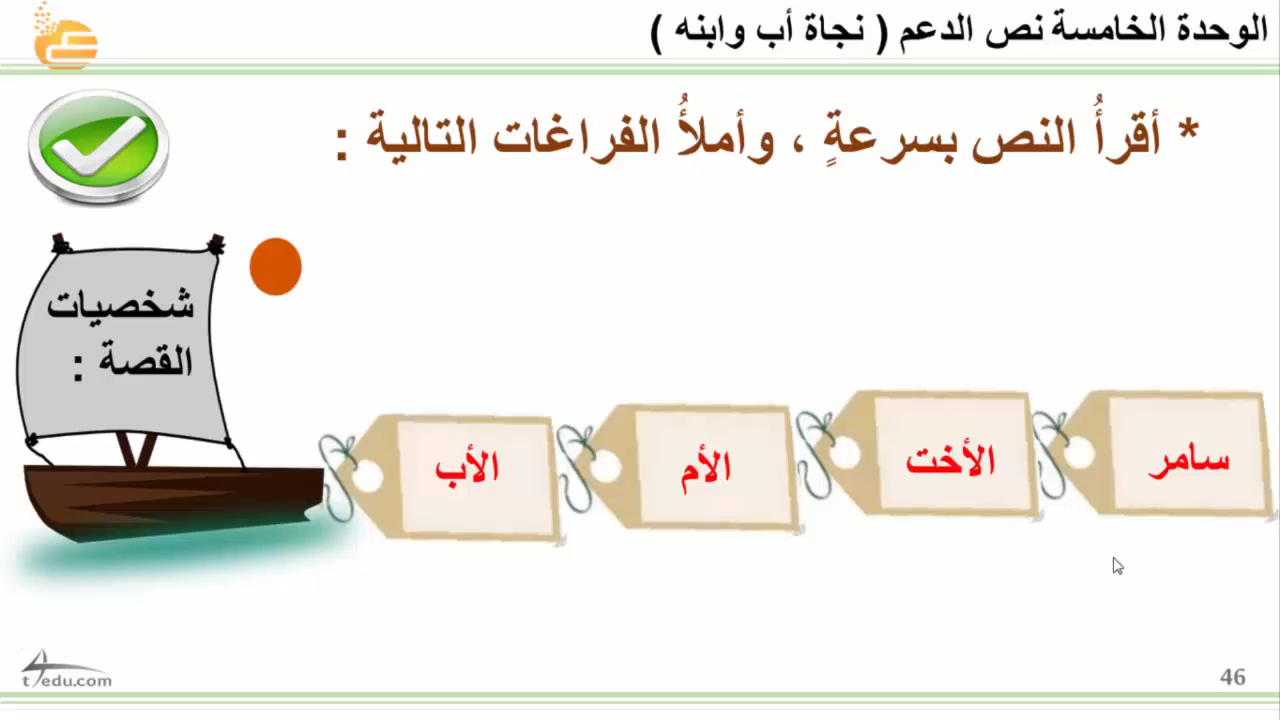 الوحدة الخامسة نص الدعم ( نجاة أب وابنه )
* أقرأُ النص بسرعةٍ ، وأملأُ الفراغات التالية :
شخصيات
القصة :
سامر
الأخت
الأم
الأب
t4edu.com
46